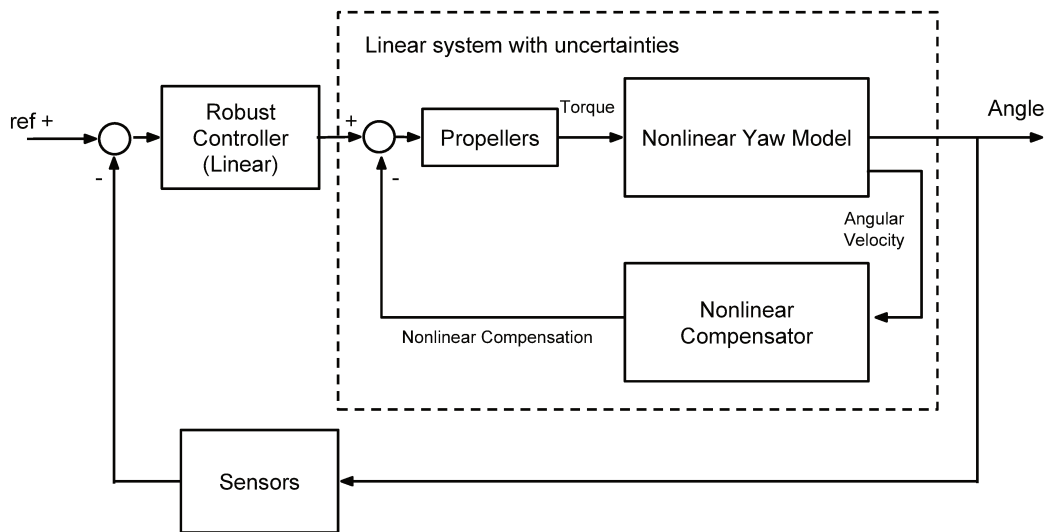 Linear system with uncertainties
ref +
Robust
Controller
(Linear)
+
Propellers
Torque
Nonlinear Yaw Model
Angle
-
-
Angular
Velocity
Nonlinear
Compensator
Nonlinear Compensation
Sensors